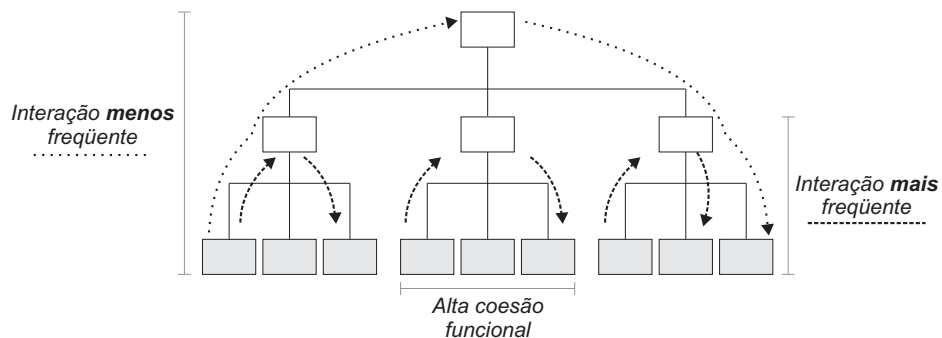 Interação menos
freqüente
Interação mais
freqüente
Alta coesão
funcional